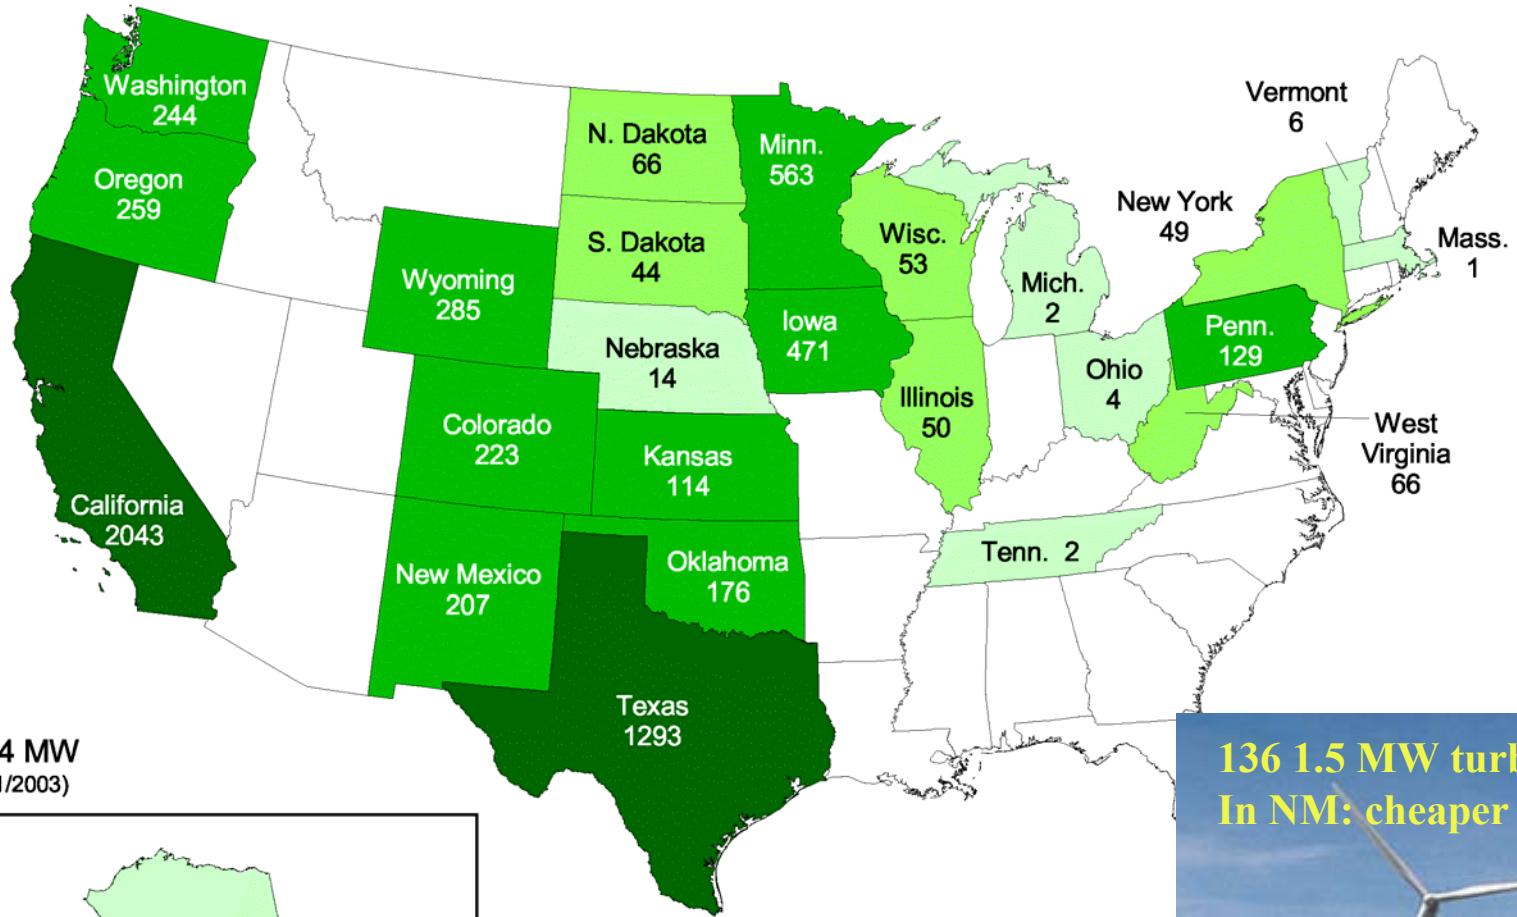 Washington
244
Oregon
259
California
2043
Wyoming
285
Colorado
223
New Mexico
207
N. Dakota
66
S. Dakota
44
Nebraska
14
Kansas
114
Oklahoma
176
Texas
1293
Minn.
563
Iowa
471
Wisc.
53
Illinois
50
Mich.
2
Ohio
4
Tenn. 2
Vermont
6
New York
49
Mass.
1
Penn.
129
West
Virginia
66
4 MW
/2003)
136 1.5 MW turb
In NM: cheaper